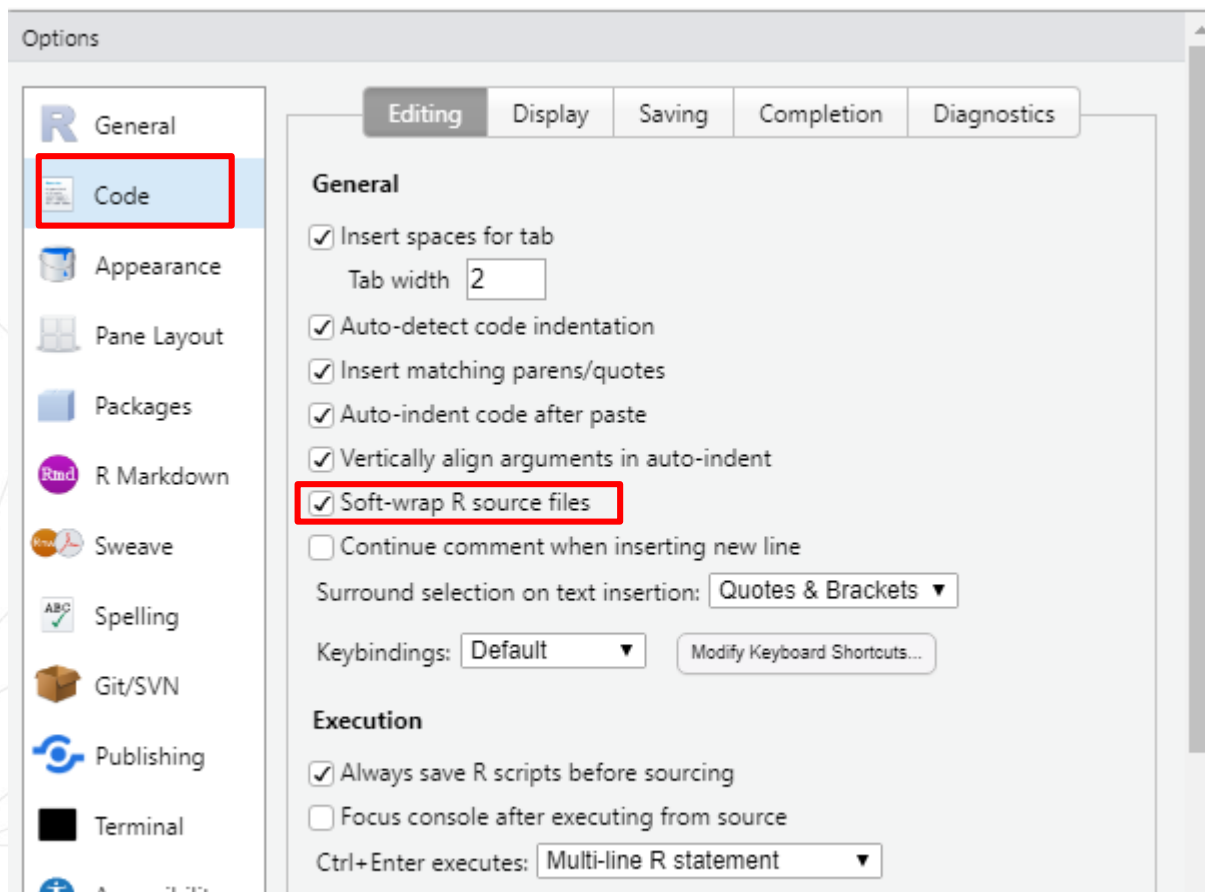 Options
General
Code
Appearance
Pane Layout
Packages
Rmd R Markdown
Sweave
ABC Spelling
Git/SVN
Publishing
Terminal
Editing Display Saving Completion Diagnostics
General
Insert spaces for tab
Tab width 2
Auto-detect code indentation
Insert matching parens/quotes
Auto-indent code after paste
Vertically align arguments in auto-indent
Soft-wrap R source files
Continue comment when inserting new line
Surround selection on text insertion: Quotes & Brackets
Keybindings: Default Modify Keyboard Shortcuts...
Execution
Always save R scripts before sourcing
Focus console after executing from source
Ctrl+Enter executes: Multi-line R statement